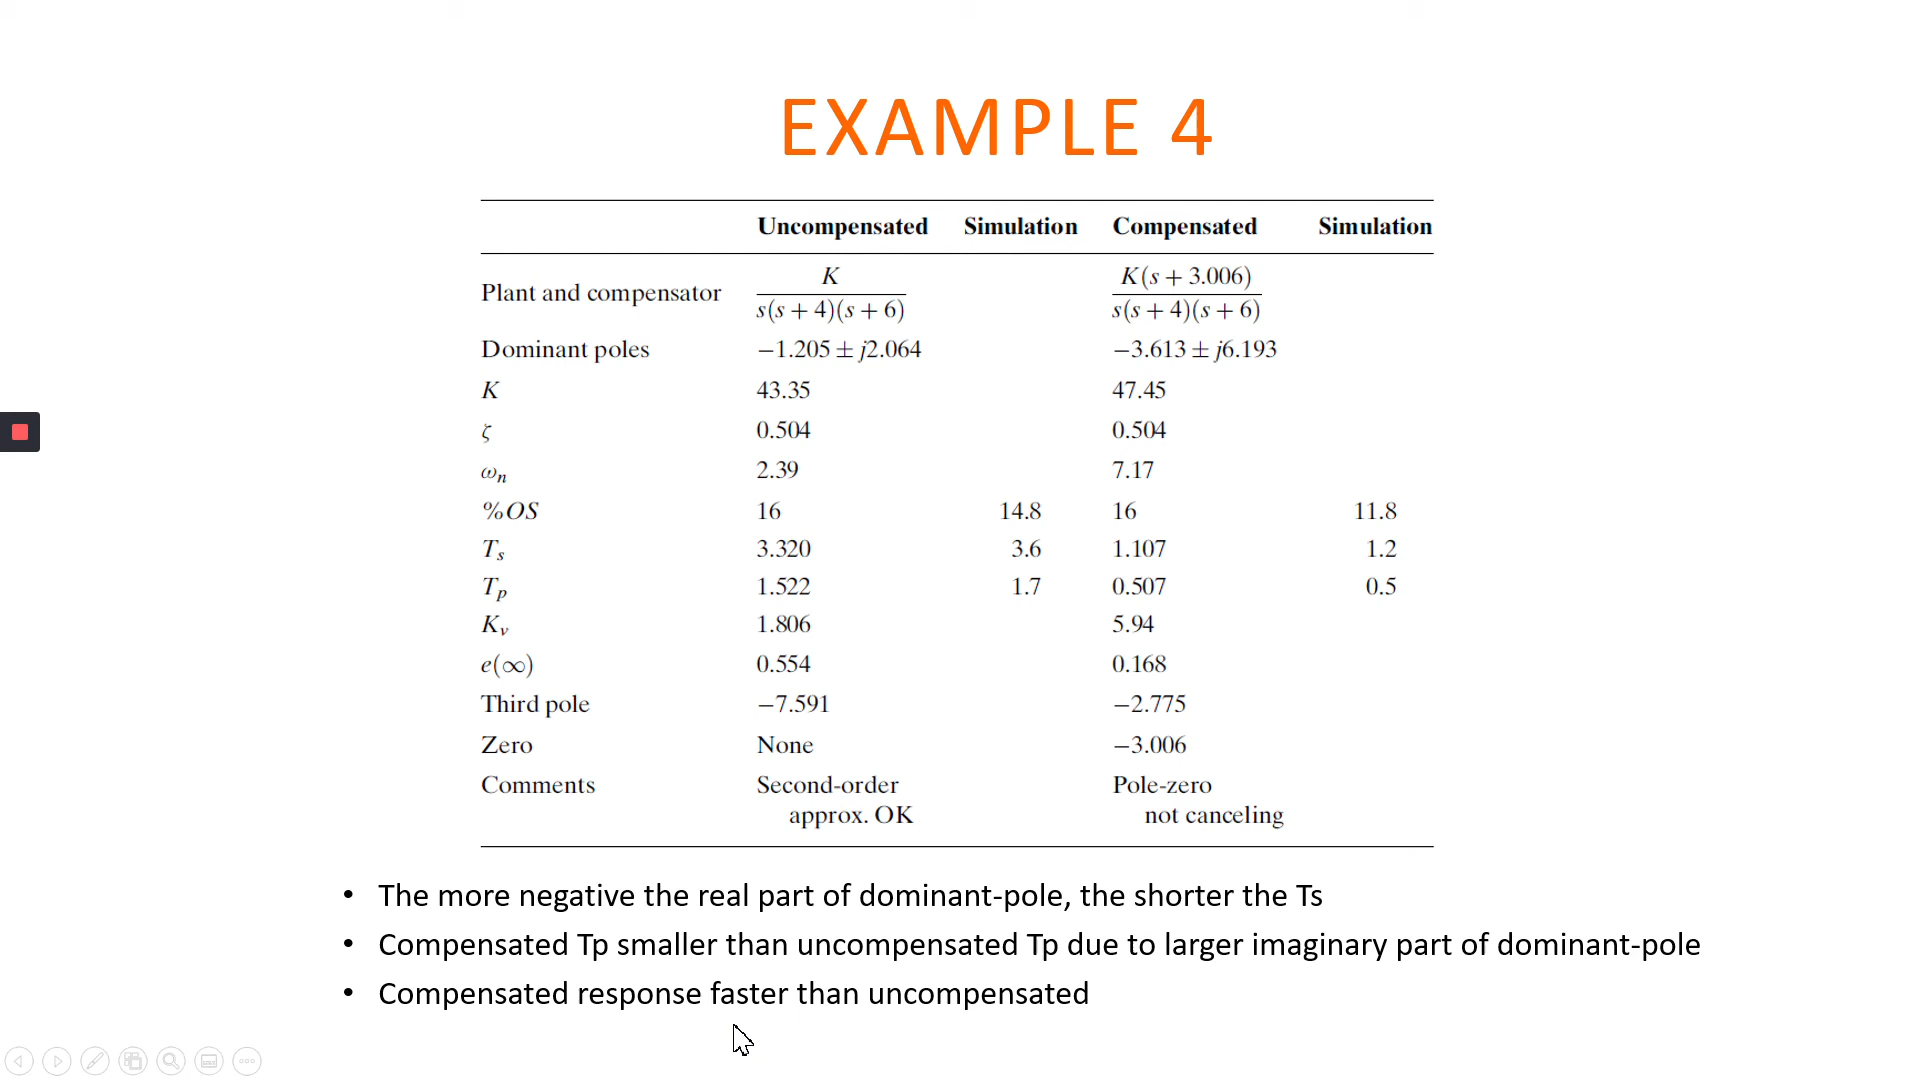 EXAMPLE 4
Uncompensated Simulation Compensated Simulation
Plant and compensator K / s(s + 4)(s + 6) K(s + 3.006) / s(s + 4)(s + 6)
Dominant poles −1.205 ± j2.064 −3.613 ± j6.193
K 43.35 47.45
ζ 0.504 0.504
ωn 2.39 7.17
%OS 16 14.8 16 11.8
Ts 3.320 3.6 1.107 1.2
Tp 1.522 1.7 0.507 0.5
Kv 1.806 5.94
e(∞) 0.554 0.168
Third pole −7.591 −2.775
Zero None −3.006
Comments Second-order Pole-zero
approx. OK not canceling
• The more negative the real part of dominant-pole, the shorter the Ts
• Compensated Tp smaller than uncompensated Tp due to larger imaginary part of dominant-pole
• Compensated response faster than uncompensated